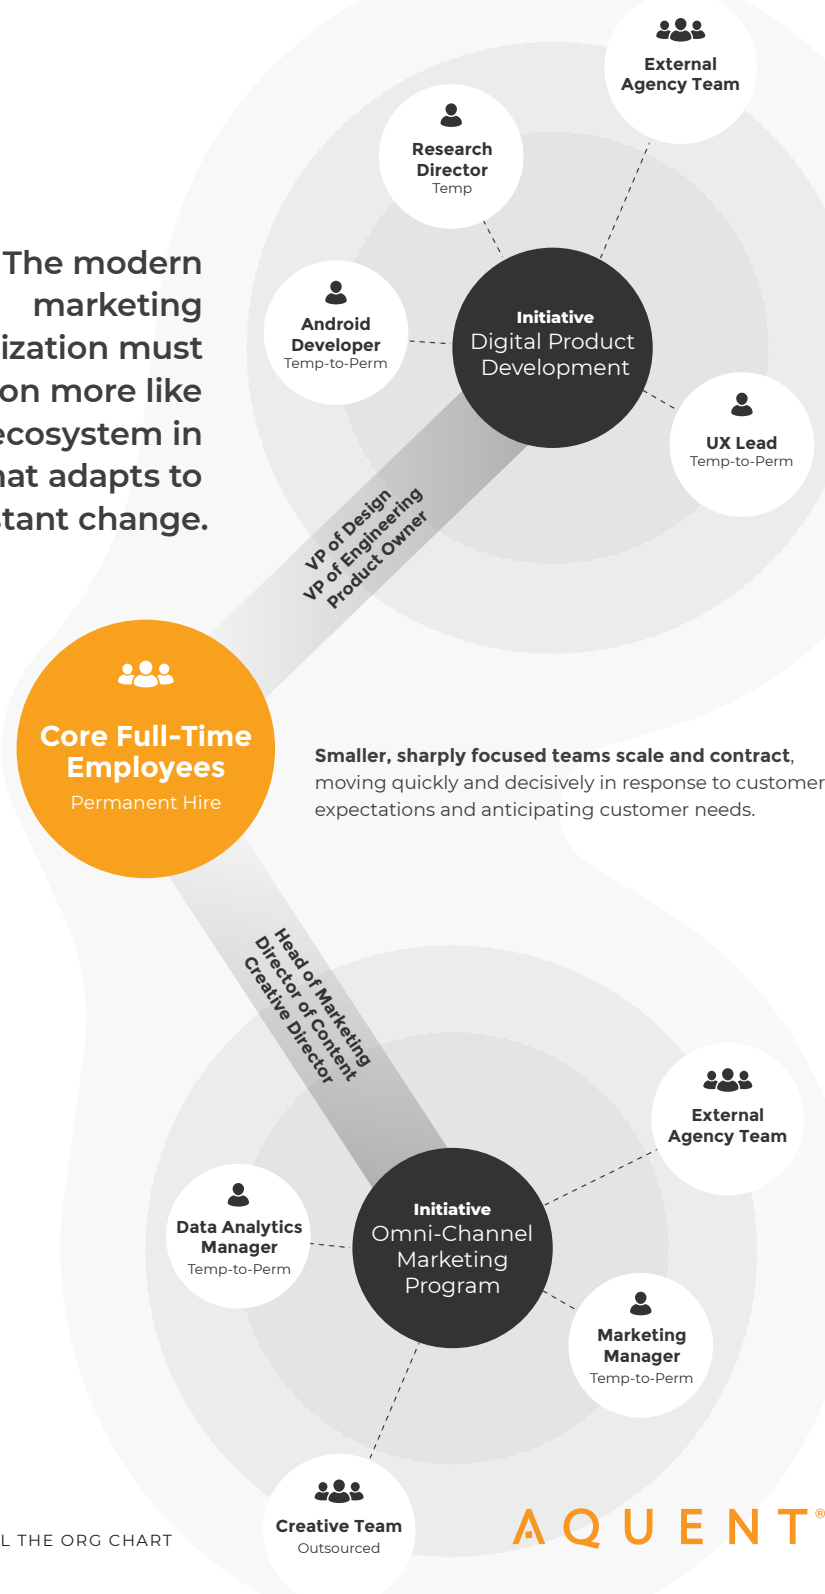 External
Agency Team
Research
Director
Temp
The modern
marketing
ization must
on more like
ecosystem in
hat adapts to
stant change.
Android
Developer
Temp-to-Perm
Initiative
Digital Product
Development
UX Lead
Temp-to-Perm
VP of Design
VP of Engineering
Product Owner
Core Full-Time
Employees
Permanent Hire
Smaller, sharply focused teams scale and contract,
moving quickly and decisively in response to customer
expectations and anticipating customer needs.
Head of Marketing
Director of Content
Creative Director
External
Agency Team
Data Analytics
Manager
Temp-to-Perm
Initiative
Omni-Channel
Marketing
Program
Marketing
Manager
Temp-to-Perm
Creative Team
Outsourced
L THE ORG CHART
AQUENT®